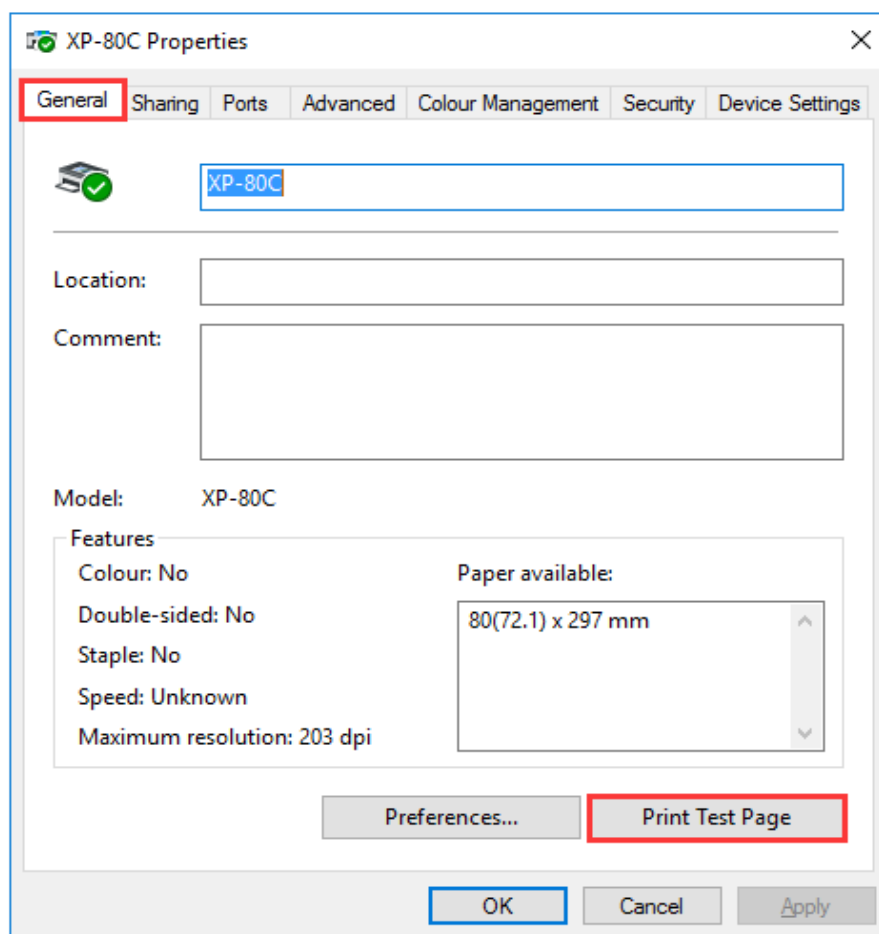 XP-80C Properties
General Sharing Ports Advanced Colour Management Security Device Settings
XP-80C
Location:
Comment:
Model: XP-80C
Features
Colour: No Paper available:
Double-sided: No 80(72.1) x 297 mm
Staple: No
Speed: Unknown
Maximum resolution: 203 dpi
Preferences... Print Test Page
OK Cancel Apply